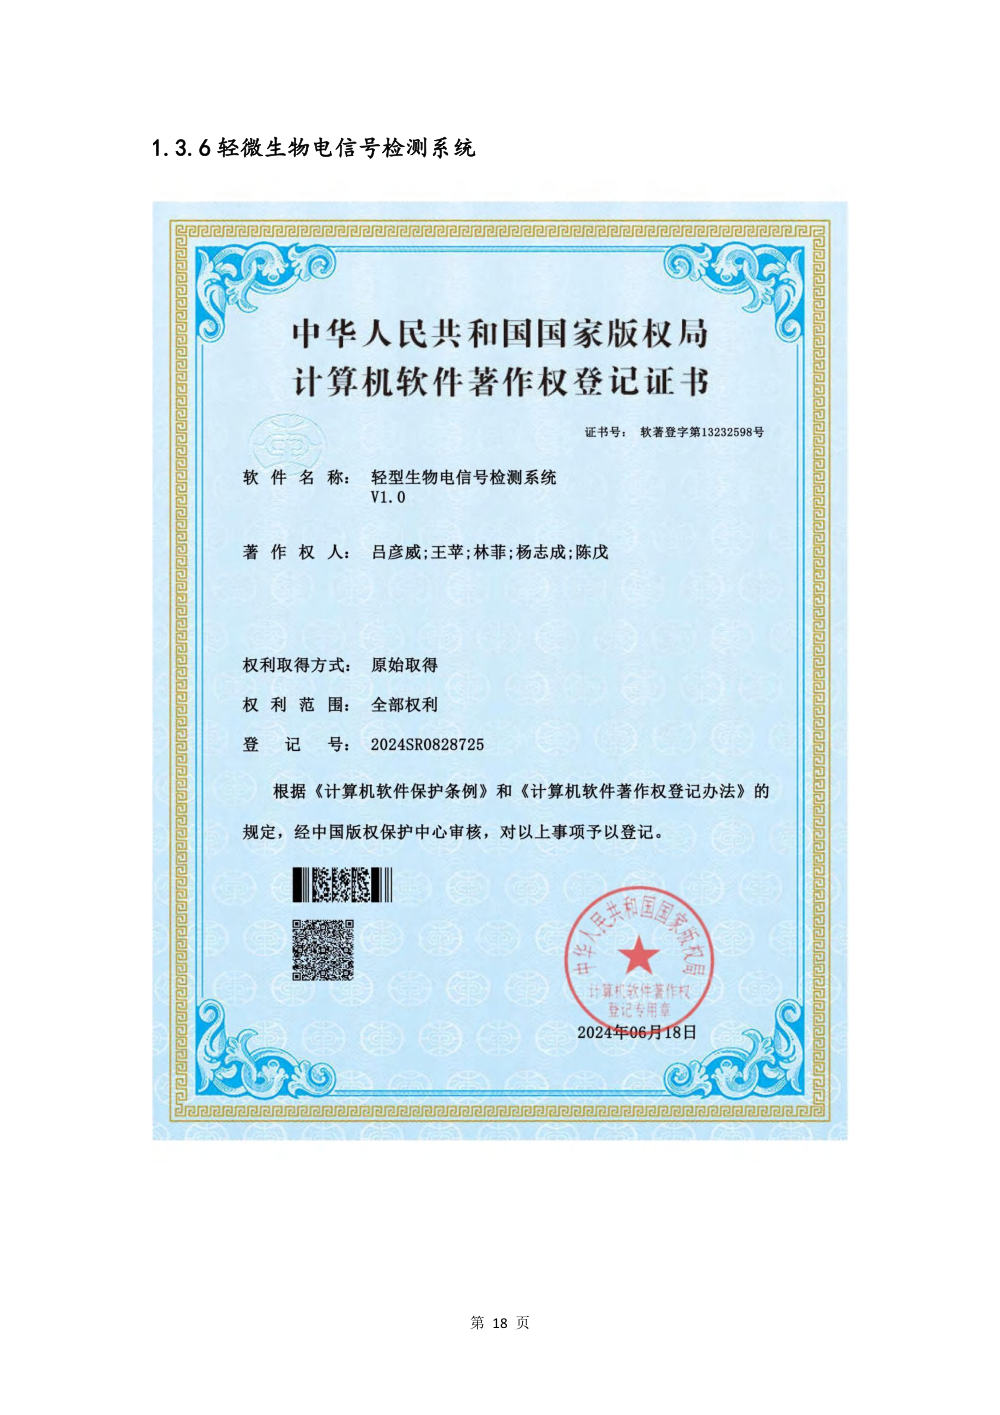 1.3.6轻微生物电信号检测系统
中华人民共和国国家版权局
计算机软件著作权登记证书
证书号： 软著登字第13232598号
软件名称： 轻型生物电信号检测系统
V1.0
著作权人： 吕彦威;王苹;林菲;杨志成;陈戊
权利取得方式： 原始取得
权利范围： 全部权利
登记号： 2024SR0828725
根据《计算机软件保护条例》和《计算机软件著作权登记办法》的
规定，经中国版权保护中心审核，对以上事项予以登记。
中华人民共和国国家版权局
计算机软件著作权
登记专用章
2024年06月18日
第 18 页